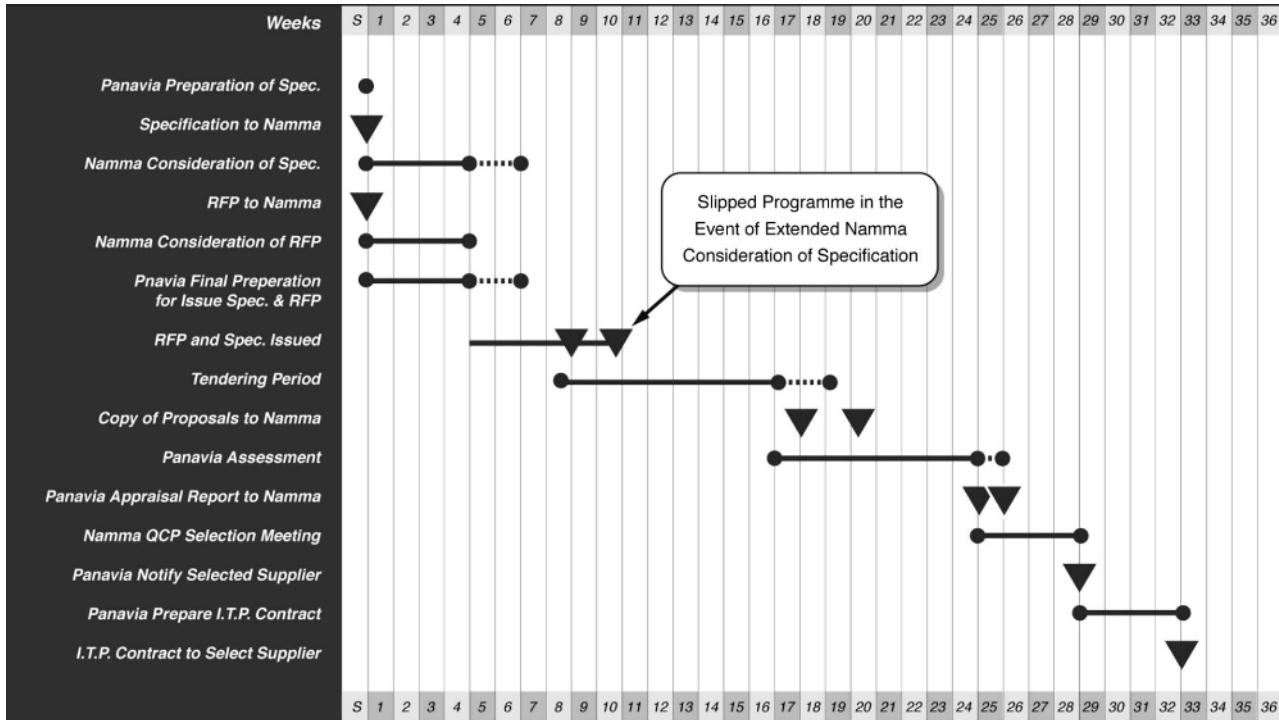 Weeks S 1 2 3 4 5 6 7 8 9 10 11 12 13 14 15 16 17 18 19 20 21 22 23 24 25 26 27 28 29 30 31 32 33 34 35 36
Panavia Preparation of Spec.
Specification to Namma
Namma Consideration of Spec.
RFP to Namma
Namma Consideration of RFP
Pnavia Final Preperation
for Issue Spec. & RFP
RFP and Spec. Issued
Tendering Period
Copy of Proposals to Namma
Panavia Assessment
Panavia Appraisal Report to Namma
Namma QCP Selection Meeting
Panavia Notify Selected Supplier
Panavia Prepare I.T.P. Contract
I.T.P. Contract to Select Supplier
Slipped Programme in the
Event of Extended Namma
Consideration of Specification
S 1 2 3 4 5 6 7 8 9 10 11 12 13 14 15 16 17 18 19 20 21 22 23 24 25 26 27 28 29 30 31 32 33 34 35 36